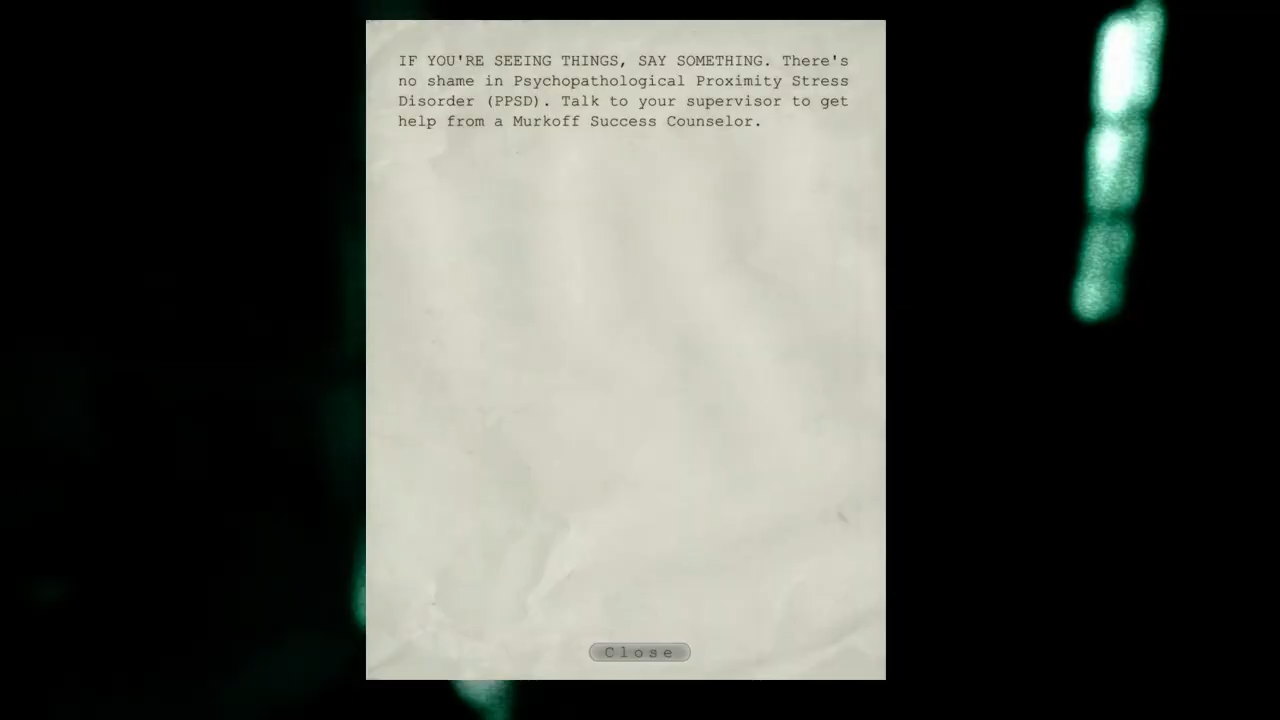 IF YOU'RE SEEING THINGS, SAY SOMETHING. There's
no shame in Psychopathological Proximity Stress
Disorder (PPSD). Talk to your supervisor to get
help from a Murkoff Success Counselor.
Close